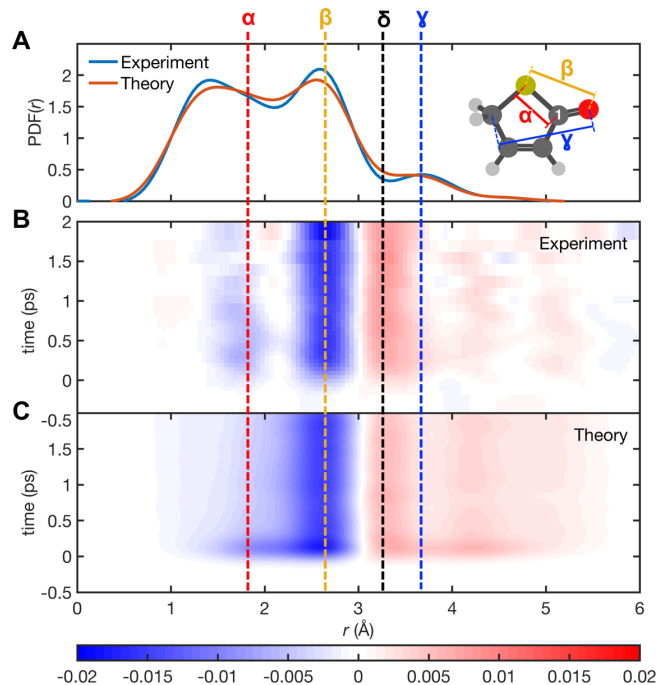 α β δ γ
A
Experiment
Theory
PDF(r)
2
1.5
1
0.5
0
β
α
1
γ
B
Experiment
time (ps)
2
1.5
1
0.5
0
C
Theory
time (ps)
-0.5
1.5
1
0.5
0
-0.5
0 1 2 3 4 5 6
r (Å)
-0.02 -0.015 -0.01 -0.005 0 0.005 0.01 0.015 0.02